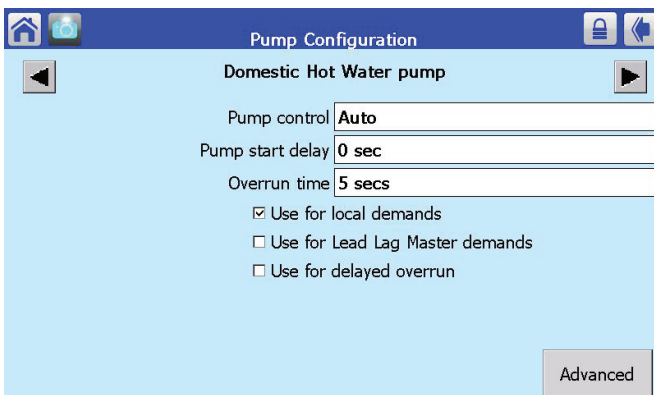 Pump Configuration
Domestic Hot Water pump
Pump control Auto
Pump start delay 0 sec
Overrun time 5 secs
Use for local demands
Use for Lead Lag Master demands
Use for delayed overrun
Advanced